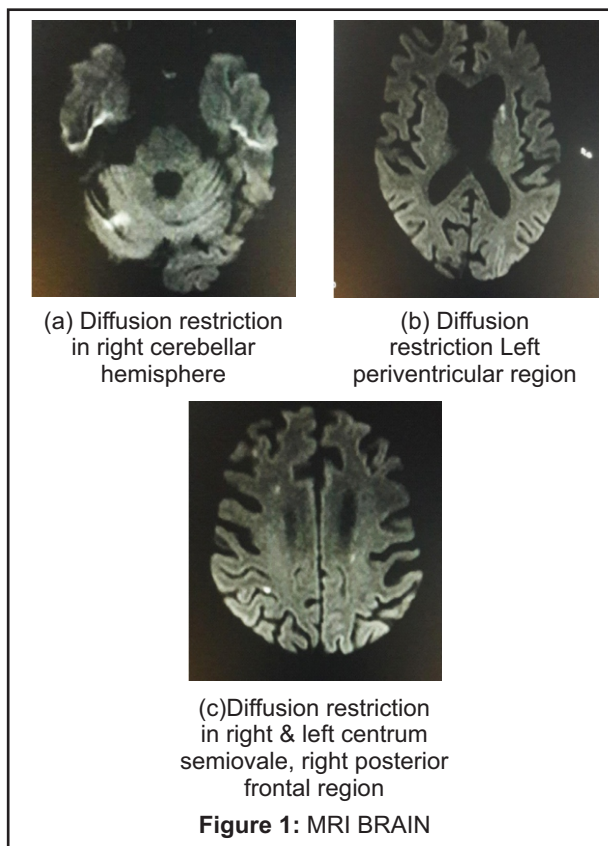 (a) Diffusion restriction
in right cerebellar
hemisphere
(b) Diffusion
restriction Left
periventricular region
(c)Diffusion restriction
in right & left centrum
semiovale, right posterior
frontal region
Figure 1: MRI BRAIN